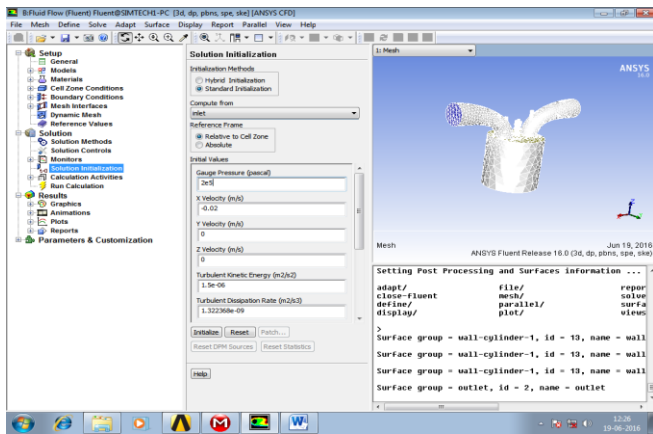 B:Fluid Flow (Fluent) Fluent@SIMTECH1-PC [3d, dp, pbns, spe, ske] [ANSYS CFD]
File Mesh Define Solve Adapt Surface Display Report Parallel View Help
Setup
General
Models
Materials
Cell Zone Conditions
Boundary Conditions
Mesh Interfaces
Dynamic Mesh
Reference Values
Solution
Solution Methods
Solution Controls
Monitors
Solution Initialization
Calculation Activities
Run Calculation
Results
Graphics
Animations
Plots
Reports
Parameters & Customization
Solution Initialization
Initialization Methods
Hybrid Initialization
Standard Initialization
Compute from
inlet
Reference Frame
Relative to Cell Zone
Absolute
Initial Values
Gauge Pressure (pascal)
2e5
X Velocity (m/s)
-0.02
Y Velocity (m/s)
0
Z Velocity (m/s)
0
Turbulent Kinetic Energy (m2/s2)
1.5e-06
Turbulent Dissipation Rate (m2/s3)
1.322368e-09
Initialize Reset Patch...
Reset DPM Sources Reset Statistics
Help
1: Mesh
ANSYS
16.0
Mesh
Jun 19, 2016
ANSYS Fluent Release 16.0 (3d, dp, pbns, spe, ske)
Setting Post Processing and Surfaces information ...
adapt/ file/ repor
close-fluent mesh/ solve
define/ parallel/ surfa
display/ plot/ views
>
Surface group = wall-cylinder-1, id = 13, name = wall
Surface group = wall-cylinder-1, id = 13, name = wall
Surface group = wall-cylinder-1, id = 13, name = wall
Surface group = outlet, id = 2, name = outlet
12:26
19-06-2016